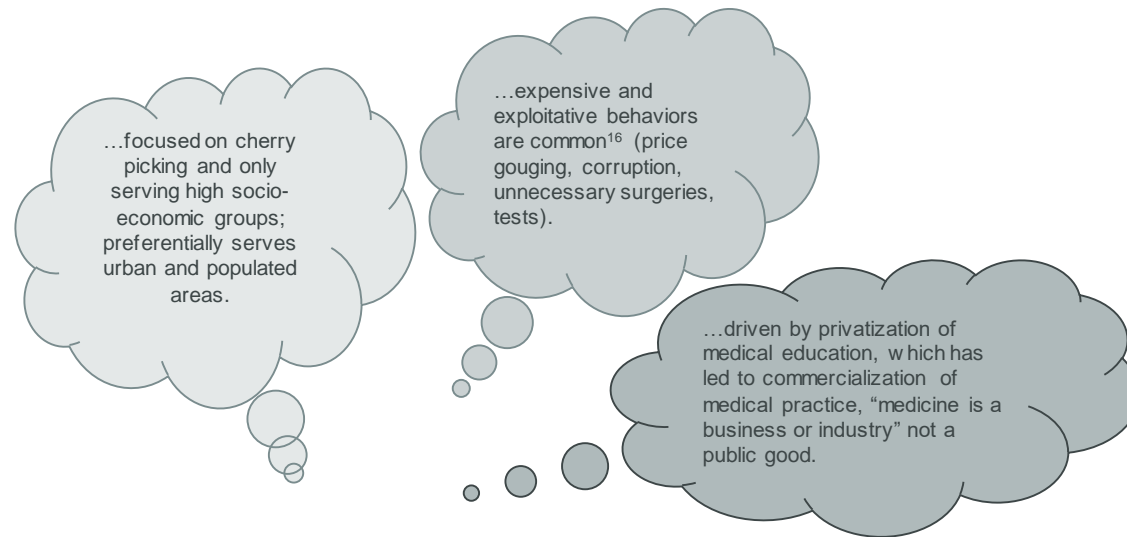 …focused on cherry
picking and only
serving high socio-
economic groups;
preferentially serves
urban and populated
areas.
…expensive and
exploitative behaviors
are common¹⁶ (price
gouging, corruption,
unnecessary surgeries,
tests).
…driven by privatization of
medical education, which has
led to commercialization of
medical practice, “medicine is a
business or industry” not a
public good.